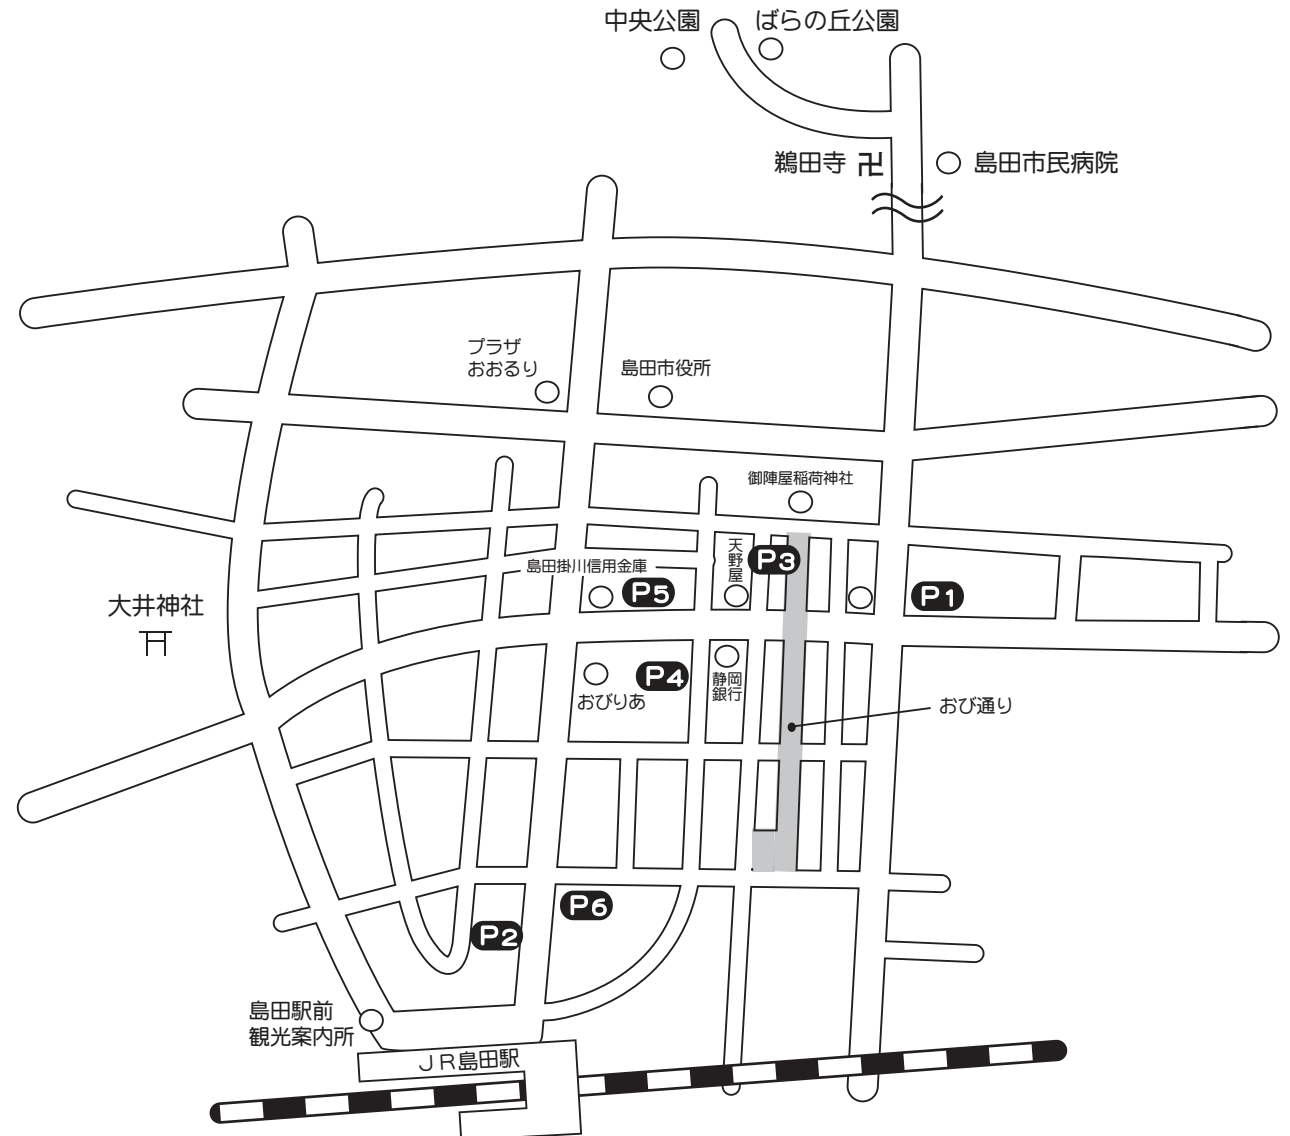 中央公園
ばらの丘公園
鵜田寺
島田市民病院
プラザ
おおるり
島田市役所
御陣屋稲荷神社
天野屋
P3
島田掛川信用金庫
P5
P1
大井神社
P4
静岡
銀行
おびりあ
おび通り
P6
P2
島田駅前
観光案内所
ＪＲ島田駅